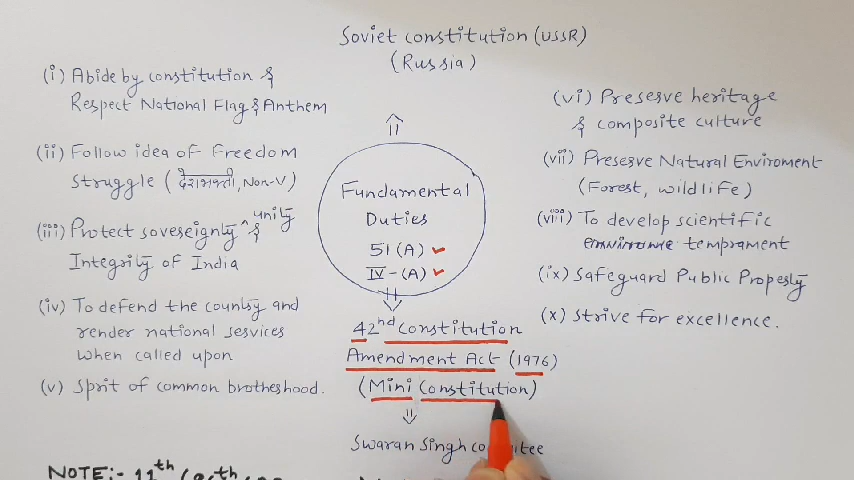 Soviet constitution (USSR)
(Russia)
(i) Abide by constitution &
Respect National Flag & Anthem
(ii) Follow idea of Freedom
Struggle (देशभक्ती, Non-V)
(iii) Protect sovereignty ^ unity &
Integrity of India
(iv) To defend the country and
render national services
when called upon
(v) Sprit of common brotheshood.
⇑
Fundamental
Duties
51(A) ✓
IV-(A) ✓
⇓
42nd constitution
Amendment Act (1976)
(Mini Constitution)
⇓
Swaran Singh
(vi) Preserve heritage
& composite culture
(vii) Preserve Natural Enviroment
(Forest, wildlife)
(viii) To develop scientific
temprament
(ix) Safeguard Public Property
(x) Strive for excellence.
NOTE:- 11th